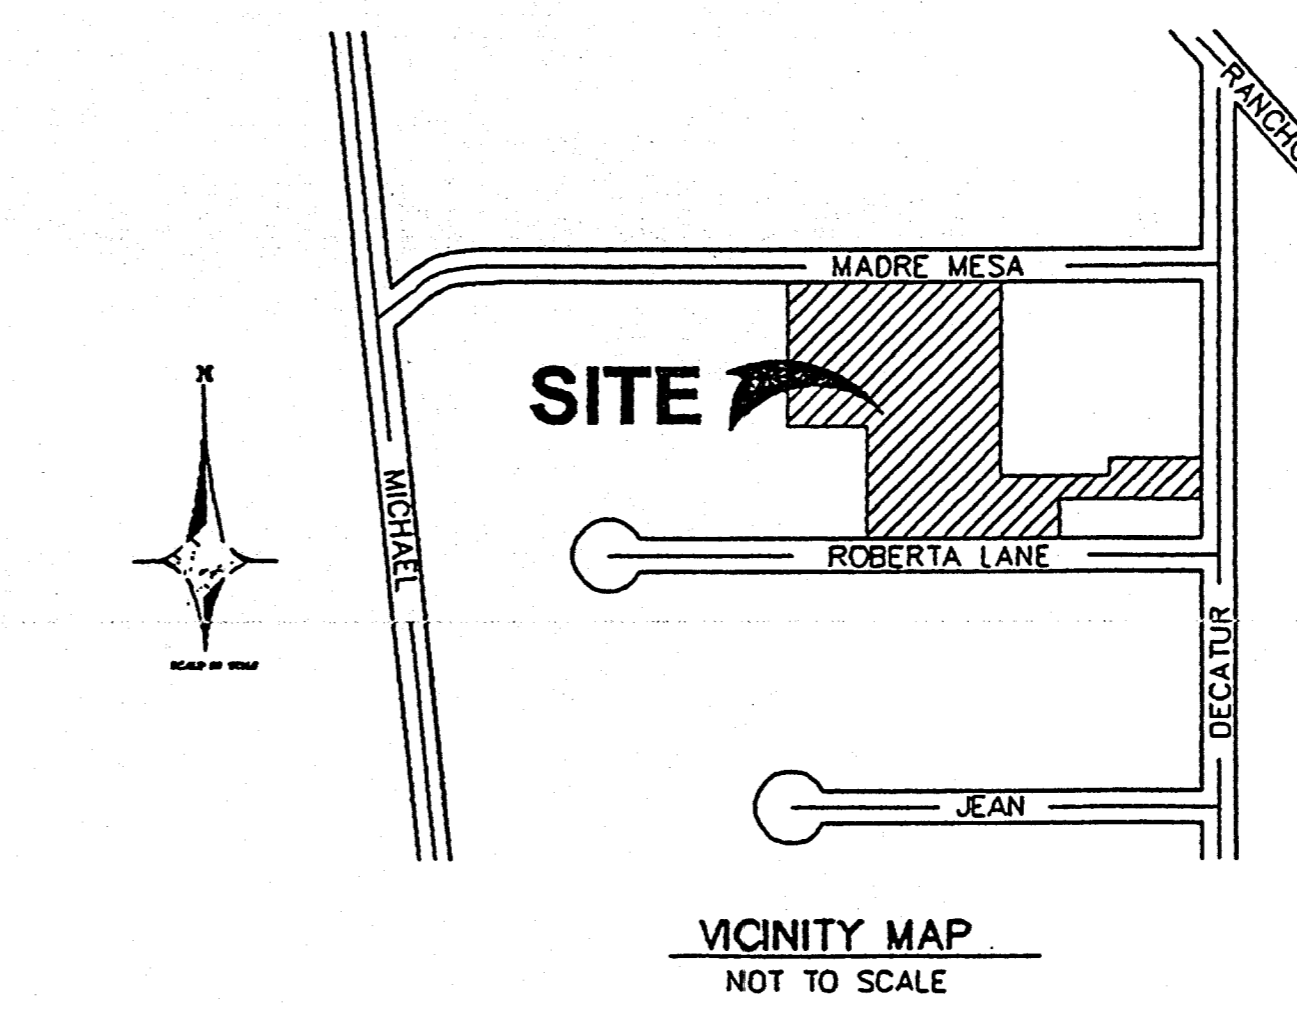 RANCHO
MADRE MESA
SITE
N
MICHAEL
ROBERTA LANE
DECATUR
JEAN
VICINITY MAP
NOT TO SCALE